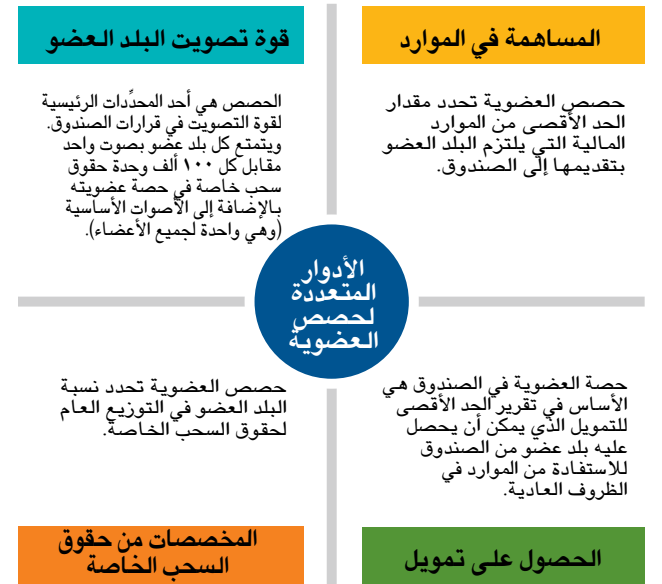 المساهمة في الموارد
حصص العضوية تحدد مقدار
الحد الأقصى من الموارد
المالية التي يلتزم البلد العضو
بتقديمها إلى الصندوق.
قوة تصويت البلد العضو
الحصص هي أحد المحدِّدات الرئيسية
لقوة التصويت في قرارات الصندوق.
ويتمتع كل بلد عضو بصوت واحد
مقابل كل ١٠٠ ألف وحدة حقوق
سحب خاصة في حصة عضويته
بالإضافة إلى الأصوات الأساسية
(وهي واحدة لجميع الأعضاء).
الأدوار
المتعددة
لحصص
العضوية
حصة العضوية في الصندوق هي
الأساس في تقرير الحد الأقصى
للتمويل الذي يمكن أن يحصل
عليه بلد عضو من الصندوق
للاستفادة من الموارد في
الظروف العادية.
الحصول على تمويل
حصص العضوية تحدد نسبة
البلد العضو في التوزيع العام
لحقوق السحب الخاصة.
المخصصات من حقوق
السحب الخاصة